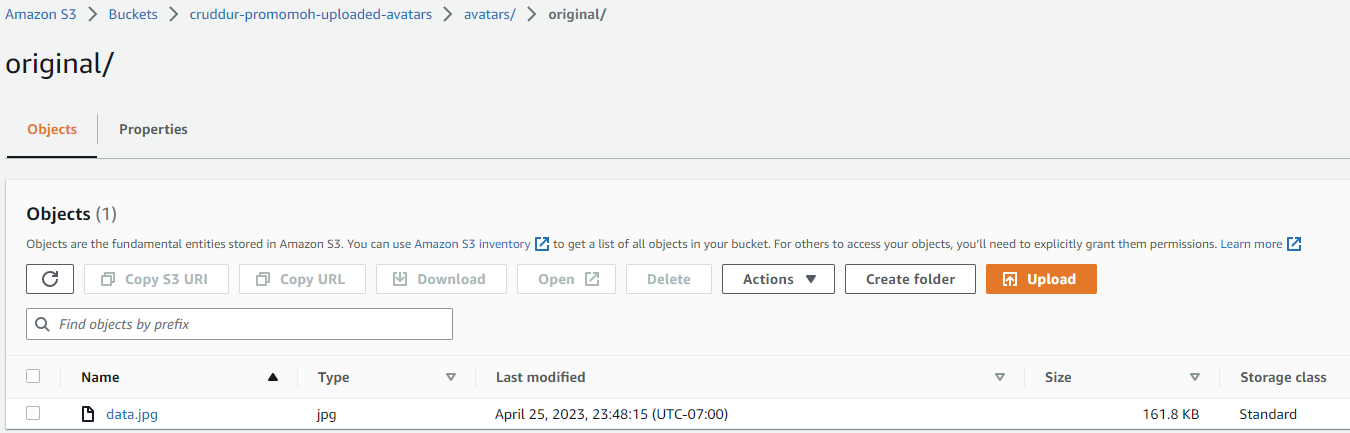 Amazon S3 > Buckets > cruddur-promomoh-uploaded-avatars > avatars/ > original/
original/
Objects Properties
Objects (1)
Objects are the fundamental entities stored in Amazon S3. You can use Amazon S3 inventory to get a list of all objects in your bucket. For others to access your objects, you'll need to explicitly grant them permissions. Learn more
Copy S3 URI Copy URL Download Open Delete Actions Create folder Upload
Find objects by prefix
Name Type Last modified Size Storage class
data.jpg jpg April 25, 2023, 23:48:15 (UTC-07:00) 161.8 KB Standard